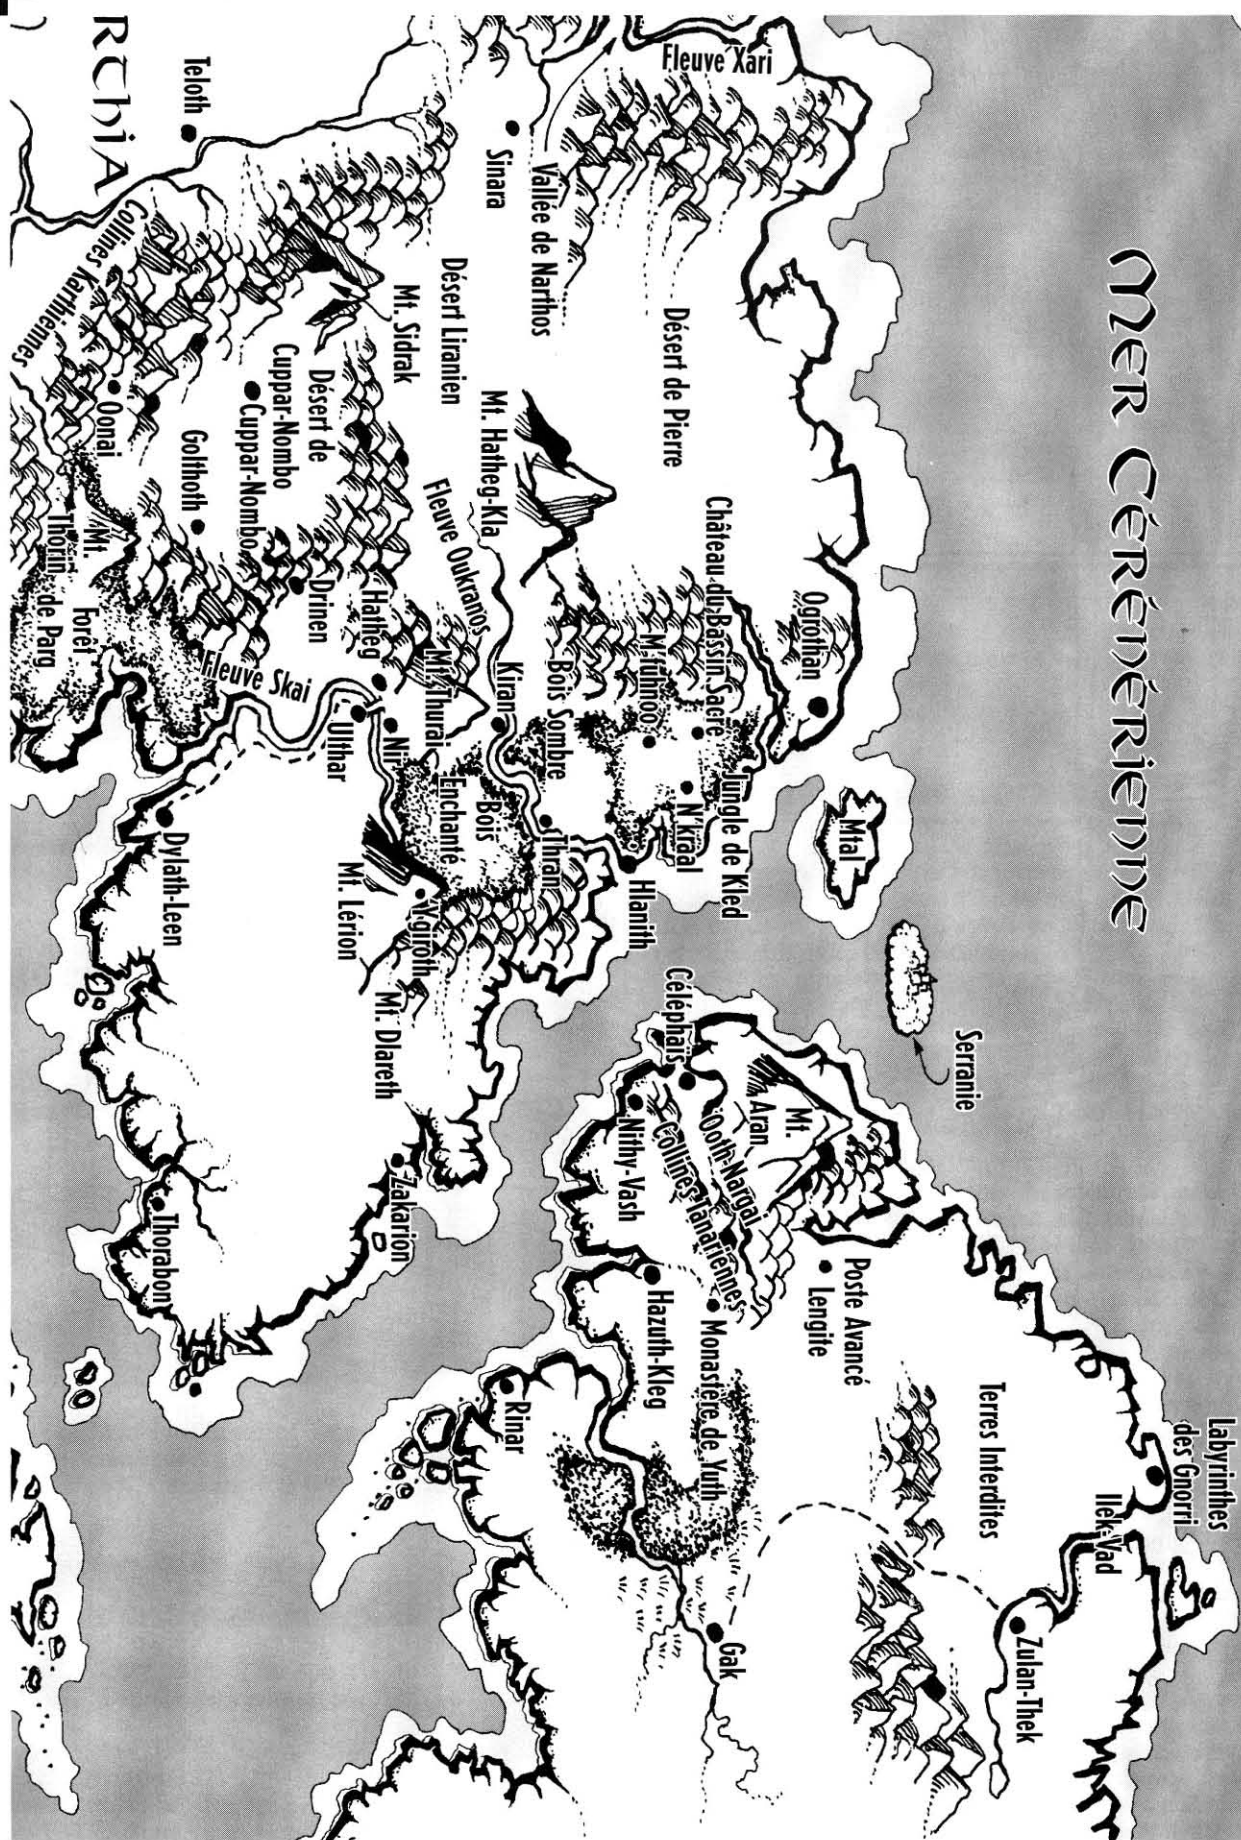 MER CÉRÉNÉRIENNE
Labyrinthes
des Gnorri
Ilek-Vad
Serranie
Mtal
Zulan-Thek
Terres Interdites
Ogrothan
Poste Avancé
Lengite
Fleuve Xari
Désert de Pierre
Château du Bassin Sacré
Jungle de Kled
M'fuhnoo
N'kraal
Mt.
Aran
Ooth-Nargai
Céléphaïs
Collines Tanariennes
Monastère de Yuth
Gak
Nithy-Vash
Hazuth-Kleg
Hlanith
Vallée de Narthos
Sinara
Mt. Hatheg-Kla
Bois Sombre
Thran
Kiran
Rinar
Désert Liranien
Fleuve Oukranos
Bois
Enchanté
Mt. Thurai
Mt. Sidrak
Nir
Hatheg
Ulthar
Mt. Lérion
Mt. Dlareth
Zakarion
Désert de
Cuppar-Nombo
Cuppar-Nombo
Drinen
Fleuve Skai
Teloth
Golthoth
Dylath-Leen
Thorabon
RTHIA
Collines Karthiennes
Oonai
Mt.
Thorin
Forêt
de Parg